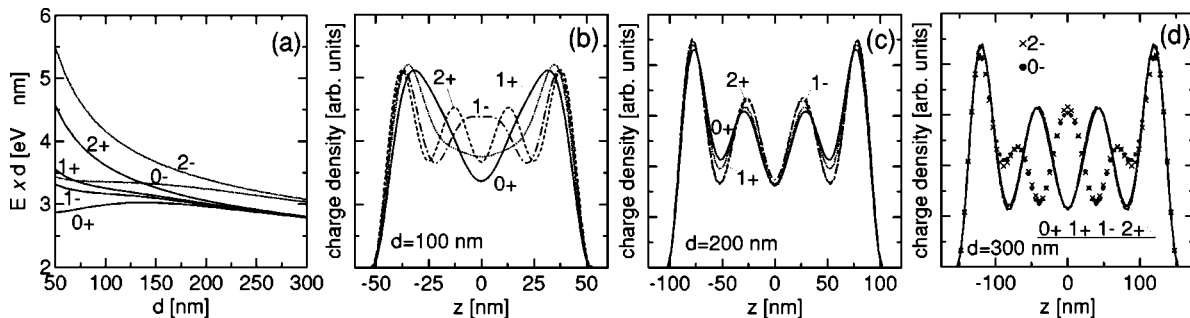 (a)
E x d [eV nm]
6
5
4
3
2
2+
2-
1+
0-
1-
0+
50 100 150 200 250 300
d [nm]
(b)
charge density [arb. units]
2+
1+
1-
0+
d=100 nm
-50 -25 0 25 50
z [nm]
(c)
charge density [arb. units]
2+
1-
0+
1+
d=200 nm
-100 -50 0 50 100
z [nm]
(d)
charge density [arb. units]
× 2-
● 0-
0+ 1+ 1- 2+
d=300 nm
-100 0 100
z [nm]